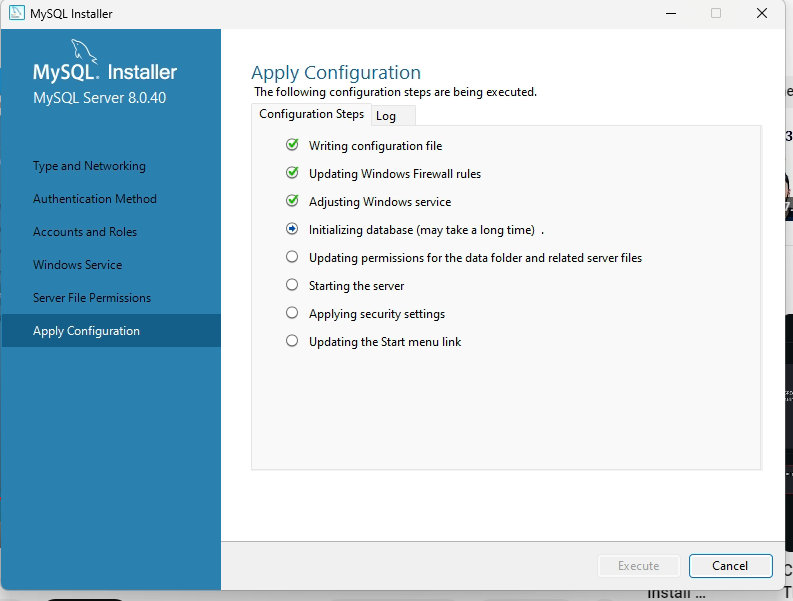 MySQL Installer
MySQL. Installer
MySQL Server 8.0.40
Type and Networking
Authentication Method
Accounts and Roles
Windows Service
Server File Permissions
Apply Configuration
Apply Configuration
The following configuration steps are being executed.
Configuration Steps
Log
Writing configuration file
Updating Windows Firewall rules
Adjusting Windows service
Initializing database (may take a long time) .
Updating permissions for the data folder and related server files
Starting the server
Applying security settings
Updating the Start menu link
Execute
Cancel
Install ...